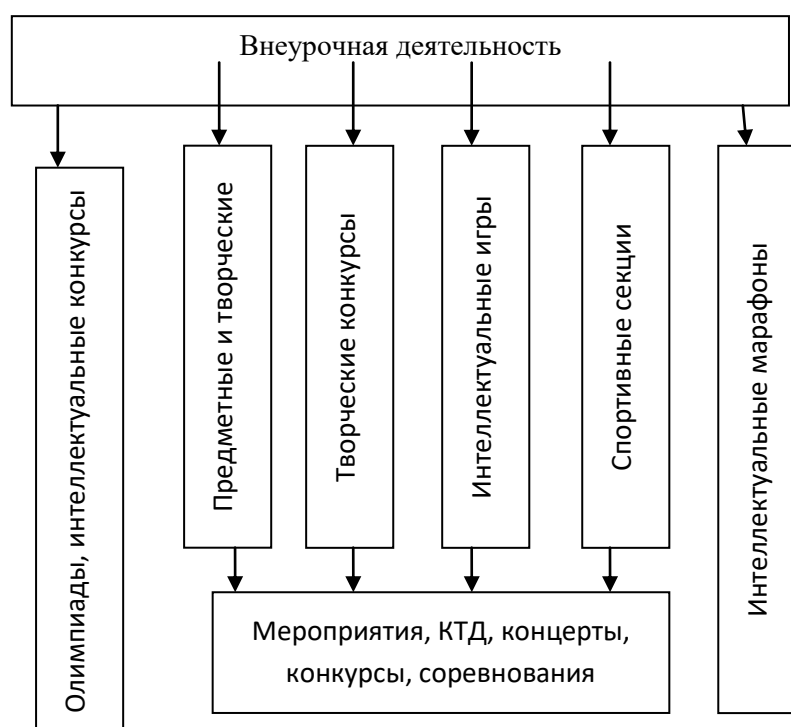 Внеурочная деятельность
Олимпиады, интеллектуальные конкурсы
Предметные и творческие
Творческие конкурсы
Интеллектуальные игры
Спортивные секции
Интеллектуальные марафоны
Мероприятия, КТД, концерты,
конкурсы, соревнования